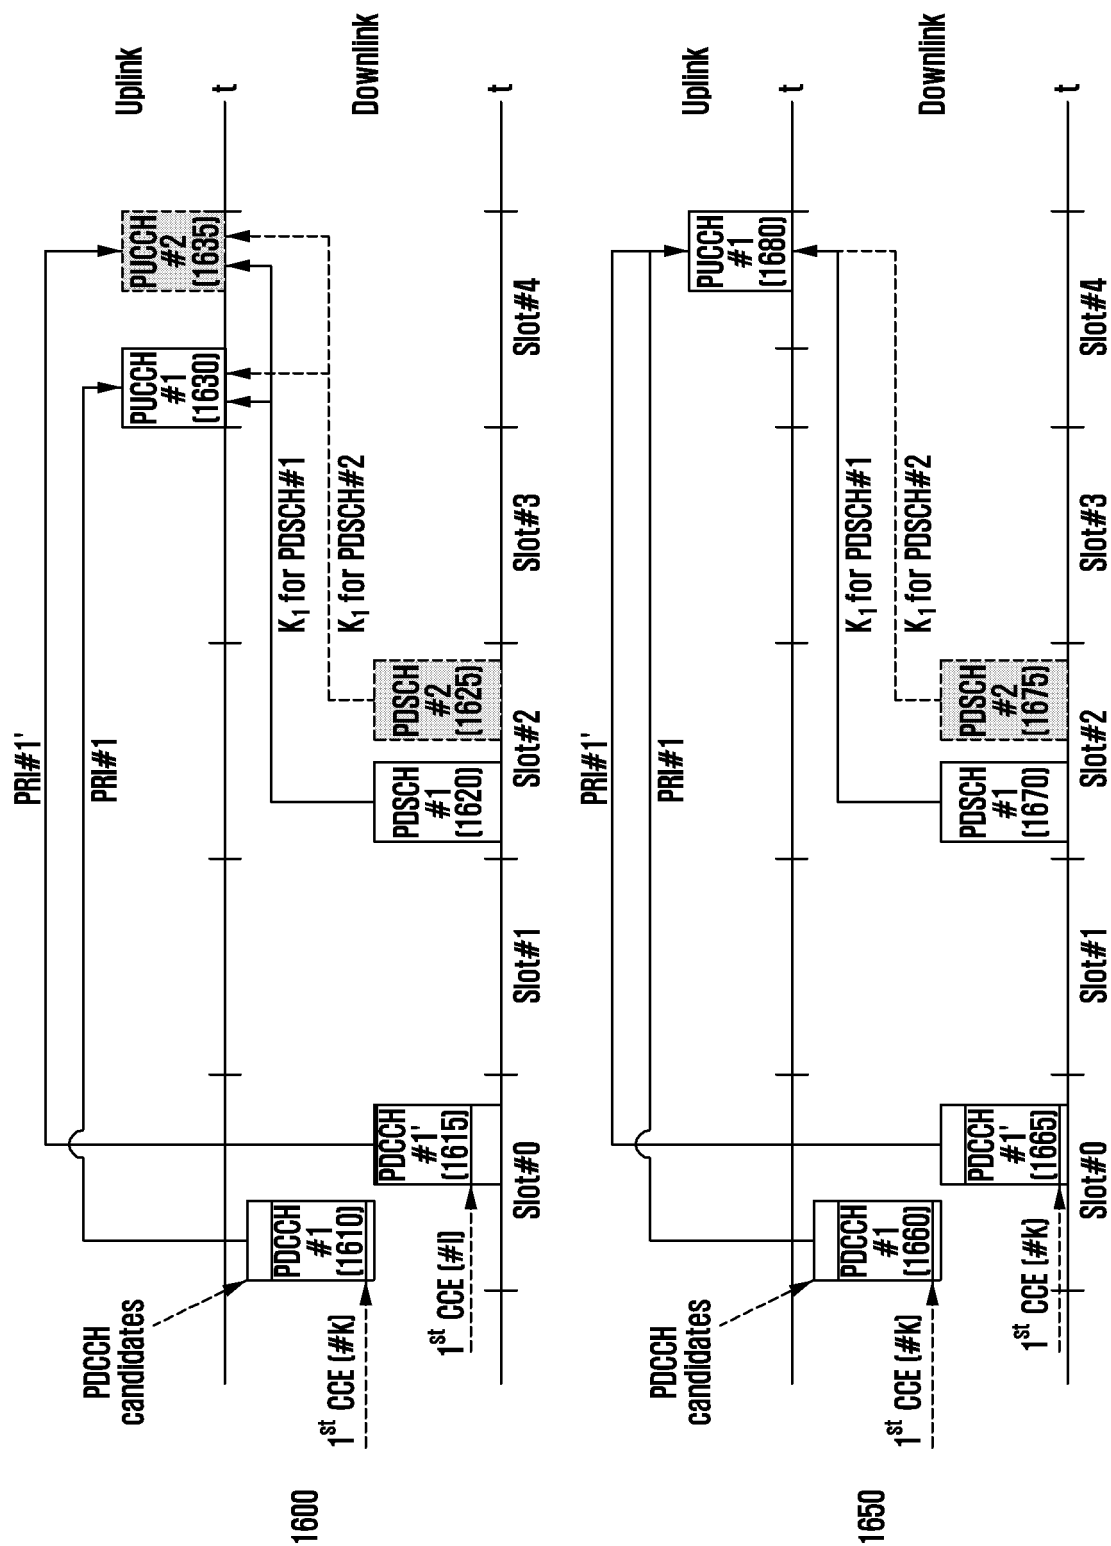 1600
PDCCH
candidates
1st CCE (#K)
1st CCE (#I)
PDCCH
#1
(1610)
PDCCH
#1'
(1615)
PRI#1'
PRI#1
PDSCH
#1
(1620)
PDSCH
#2
(1625)
K1 for PDSCH#1
K1 for PDSCH#2
PUCCH
#1
(1630)
PUCCH
#2
(1635)
Uplink
t
Downlink
t
Slot#0
Slot#1
Slot#2
Slot#3
Slot#4
1650
PDCCH
candidates
1st CCE (#K)
1st CCE (#K)
PDCCH
#1
(1660)
PDCCH
#1'
(1665)
PRI#1'
PRI#1
PDSCH
#1
(1670)
PDSCH
#2
(1675)
K1 for PDSCH#1
K1 for PDSCH#2
PUCCH
#1
(1680)
Uplink
t
Downlink
t
Slot#0
Slot#1
Slot#2
Slot#3
Slot#4